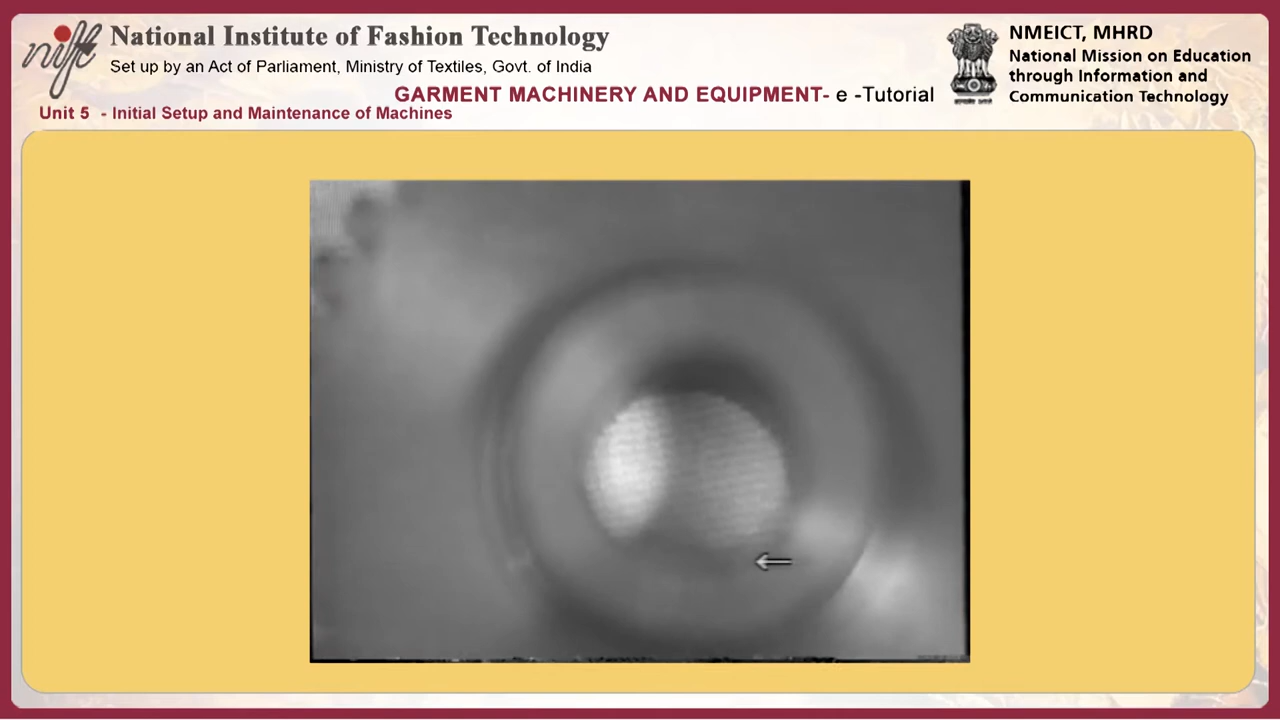 nift
National Institute of Fashion Technology
Set up by an Act of Parliament, Ministry of Textiles, Govt. of India
GARMENT MACHINERY AND EQUIPMENT- e -Tutorial
Unit 5 - Initial Setup and Maintenance of Machines
NMEICT, MHRD
National Mission on Education
through Information and
Communication Technology